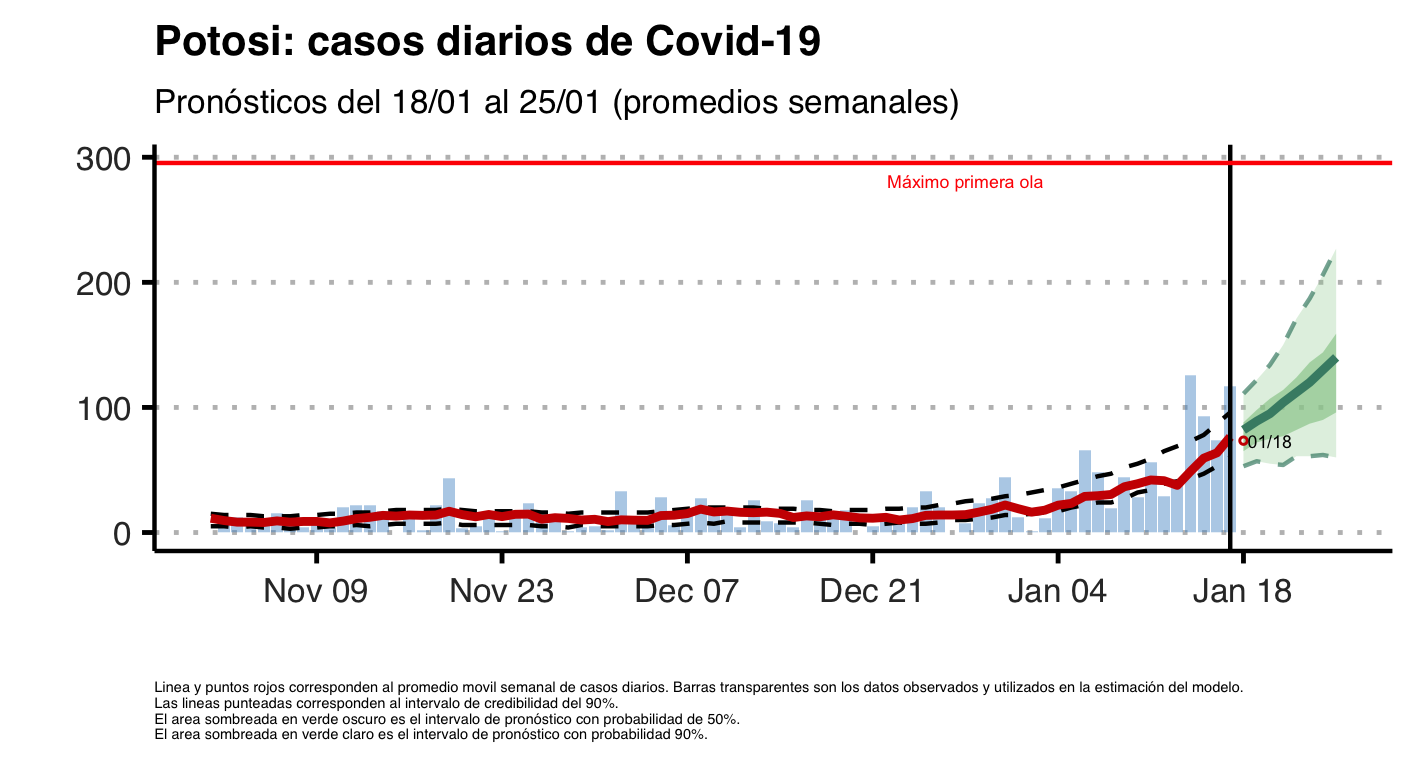 Potosi: casos diarios de Covid-19
Pronósticos del 18/01 al 25/01 (promedios semanales)
300
Máximo primera ola
200
100
01/18
0
Nov 09 Nov 23 Dec 07 Dec 21 Jan 04 Jan 18
Linea y puntos rojos corresponden al promedio movil semanal de casos diarios. Barras transparentes son los datos observados y utilizados en la estimación del modelo.
Las lineas punteadas corresponden al intervalo de credibilidad del 90%.
El area sombreada en verde oscuro es el intervalo de pronóstico con probabilidad de 50%.
El area sombreada en verde claro es el intervalo de pronóstico con probabilidad 90%.